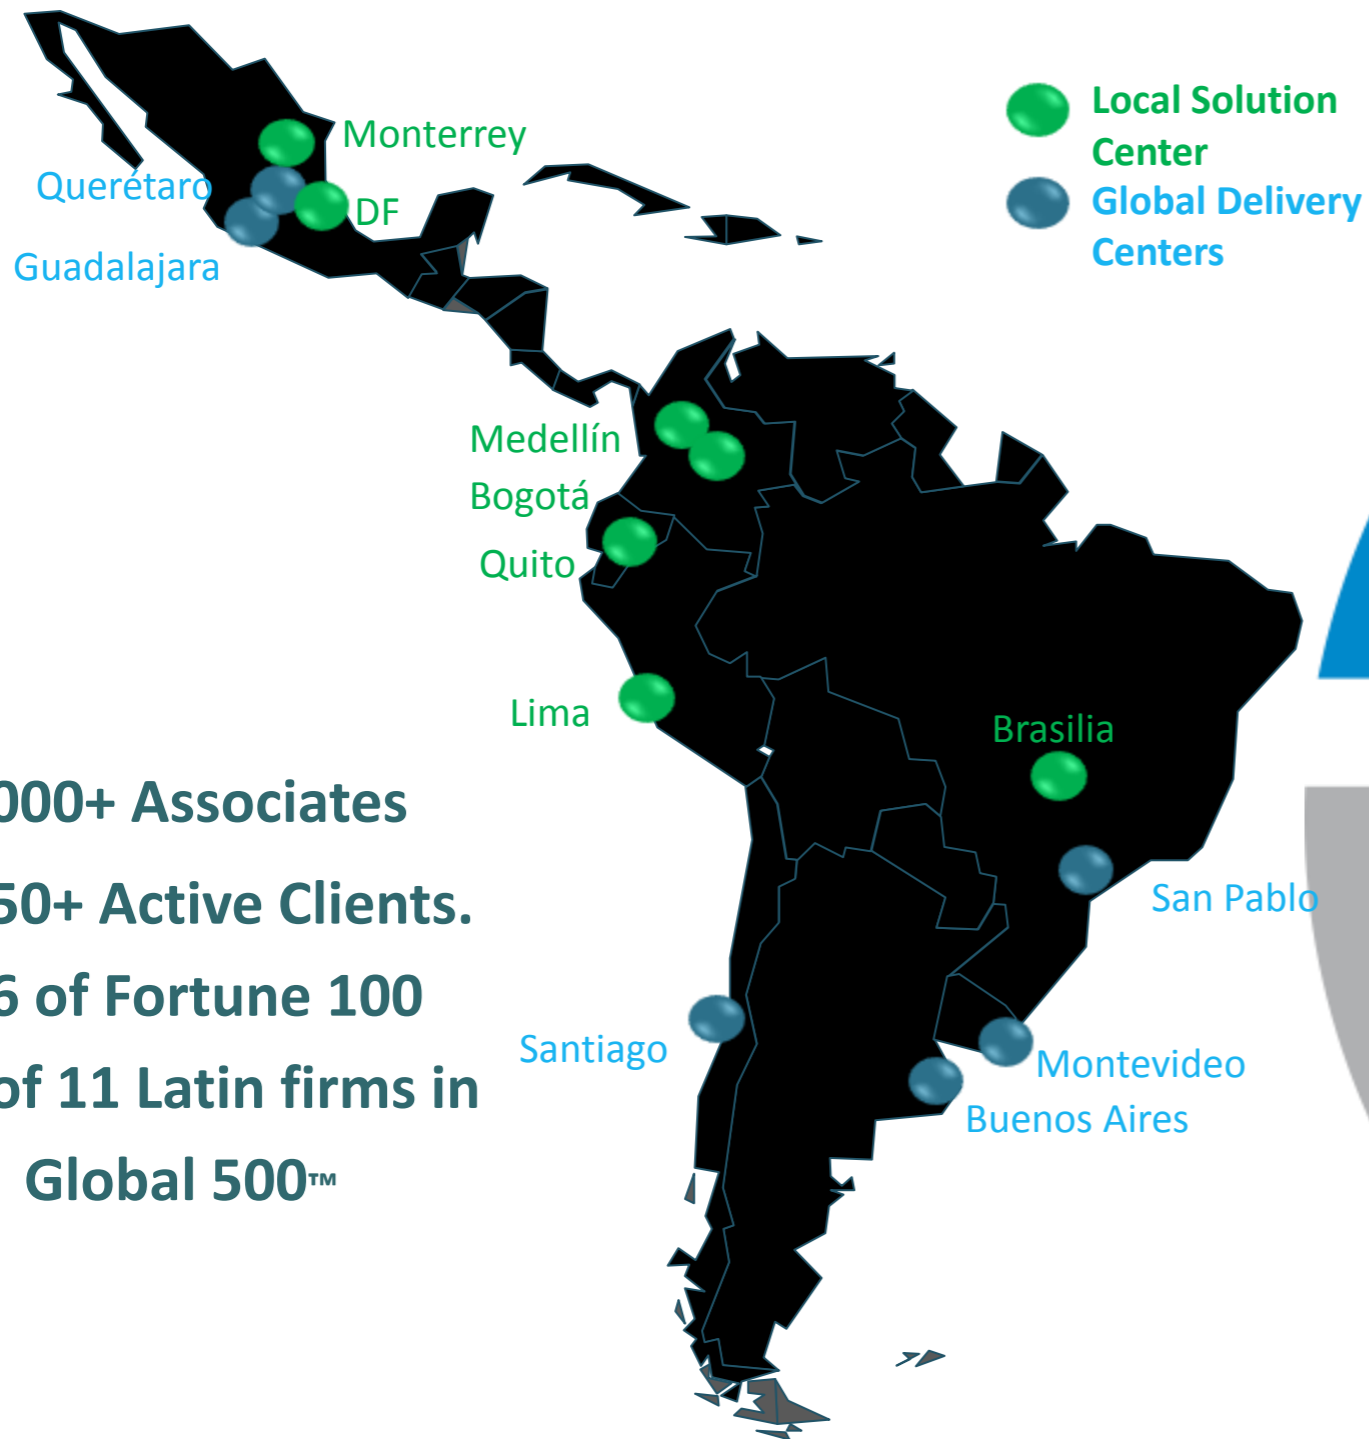 Local Solution
Center
Global Delivery
Centers
Monterrey
Querétaro
DF
Guadalajara
Medellín
Bogotá
Quito
Lima
Brasilia
San Pablo
Santiago
Montevideo
Buenos Aires
000+ Associates
50+ Active Clients.
6 of Fortune 100
of 11 Latin firms in
Global 500™